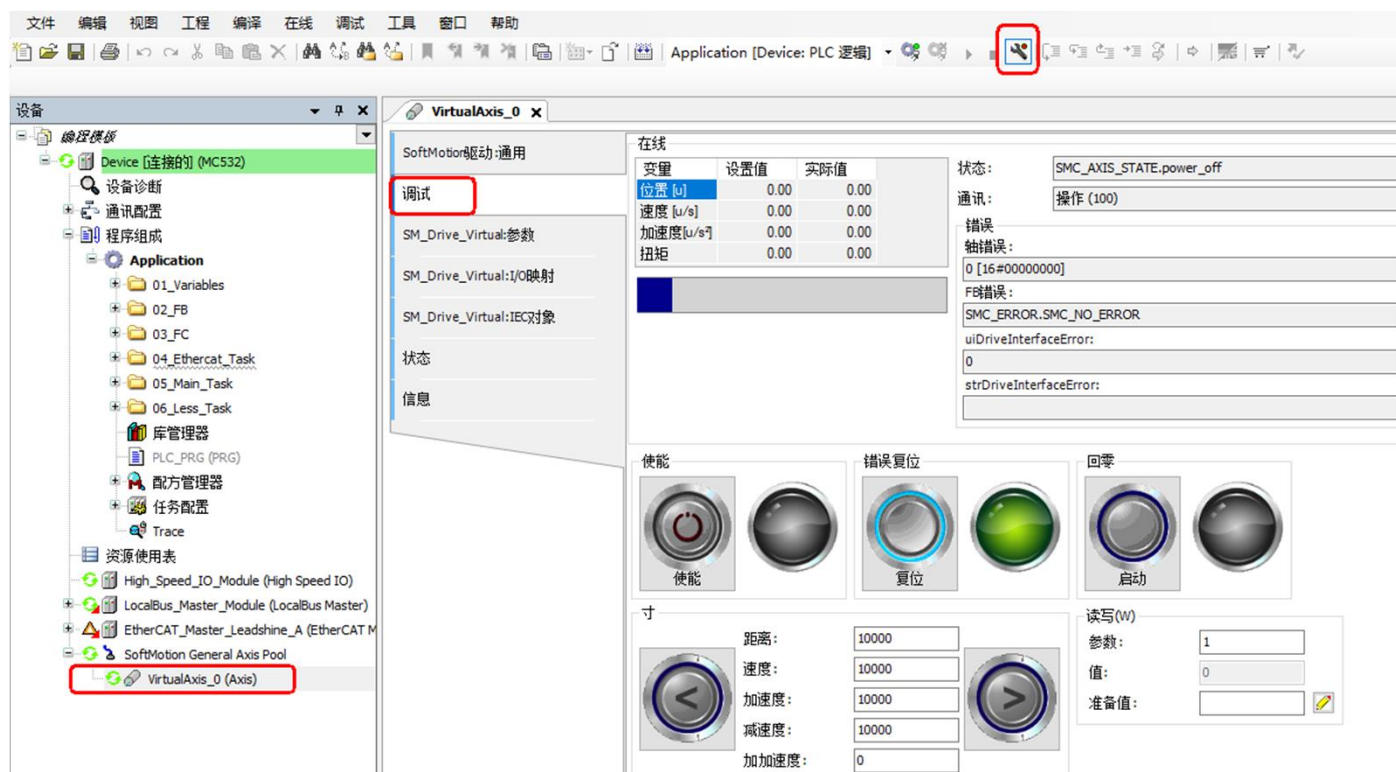 文件 编辑 视图 工程 编译 在线 调试 工具 窗口 帮助
Application [Device: PLC 逻辑]
设备
编程模板
Device [连接的] (MC532)
设备诊断
通讯配置
程序组成
Application
01_Variables
02_FB
03_FC
04_Ethercat_Task
05_Main_Task
06_Less_Task
库管理器
PLC_PRG (PRG)
配方管理器
任务配置
Trace
资源使用表
High_Speed_IO_Module (High Speed IO)
LocalBus_Master_Module (LocalBus Master)
EtherCAT_Master_Leadshine_A (EtherCAT M
SoftMotion General Axis Pool
VirtualAxis_0 (Axis)
VirtualAxis_0
SoftMotion驱动:通用
调试
SM_Drive_Virtual:参数
SM_Drive_Virtual:I/O映射
SM_Drive_Virtual:IEC对象
状态
信息
在线
变量 设置值 实际值
位置 [u] 0.00 0.00
速度 [u/s] 0.00 0.00
加速度[u/s²] 0.00 0.00
扭矩 0.00 0.00
状态: SMC_AXIS_STATE.power_off
通讯: 操作 (100)
错误
轴错误:
0 [16#00000000]
FB错误:
SMC_ERROR.SMC_NO_ERROR
uiDriveInterfaceError:
0
strDriveInterfaceError:
使能
使能
错误复位
复位
回零
启动
寸
距离: 10000
速度: 10000
加速度: 10000
减速度: 10000
加加速度: 0
读写(W)
参数: 1
值: 0
准备值: